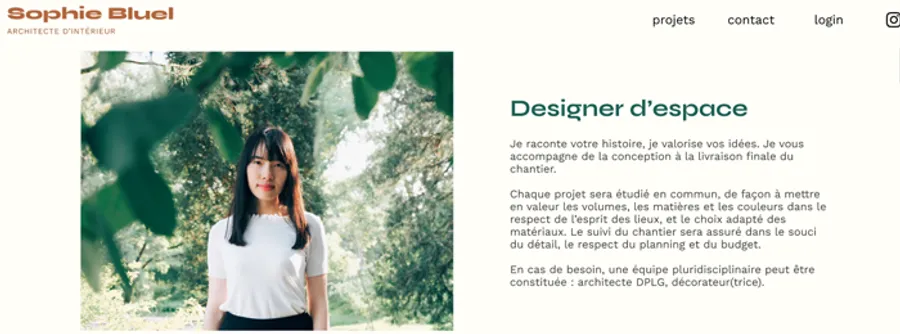 Sophie Bluel
ARCHITECTE D'INTÉRIEUR
projets
contact
login
Designer d'espace
Je raconte votre histoire, je valorise vos idées. Je vous
accompagne de la conception à la livraison finale du
chantier.
Chaque projet sera étudié en commun, de façon à mettre
en valeur les volumes, les matières et les couleurs dans le
respect de l'esprit des lieux, et le choix adapté des
matériaux. Le suivi du chantier sera assuré dans le souci
du détail, le respect du planning et du budget.
En cas de besoin, une équipe pluridisciplinaire peut être
constituée : architecte DPLG, décorateur(trice).